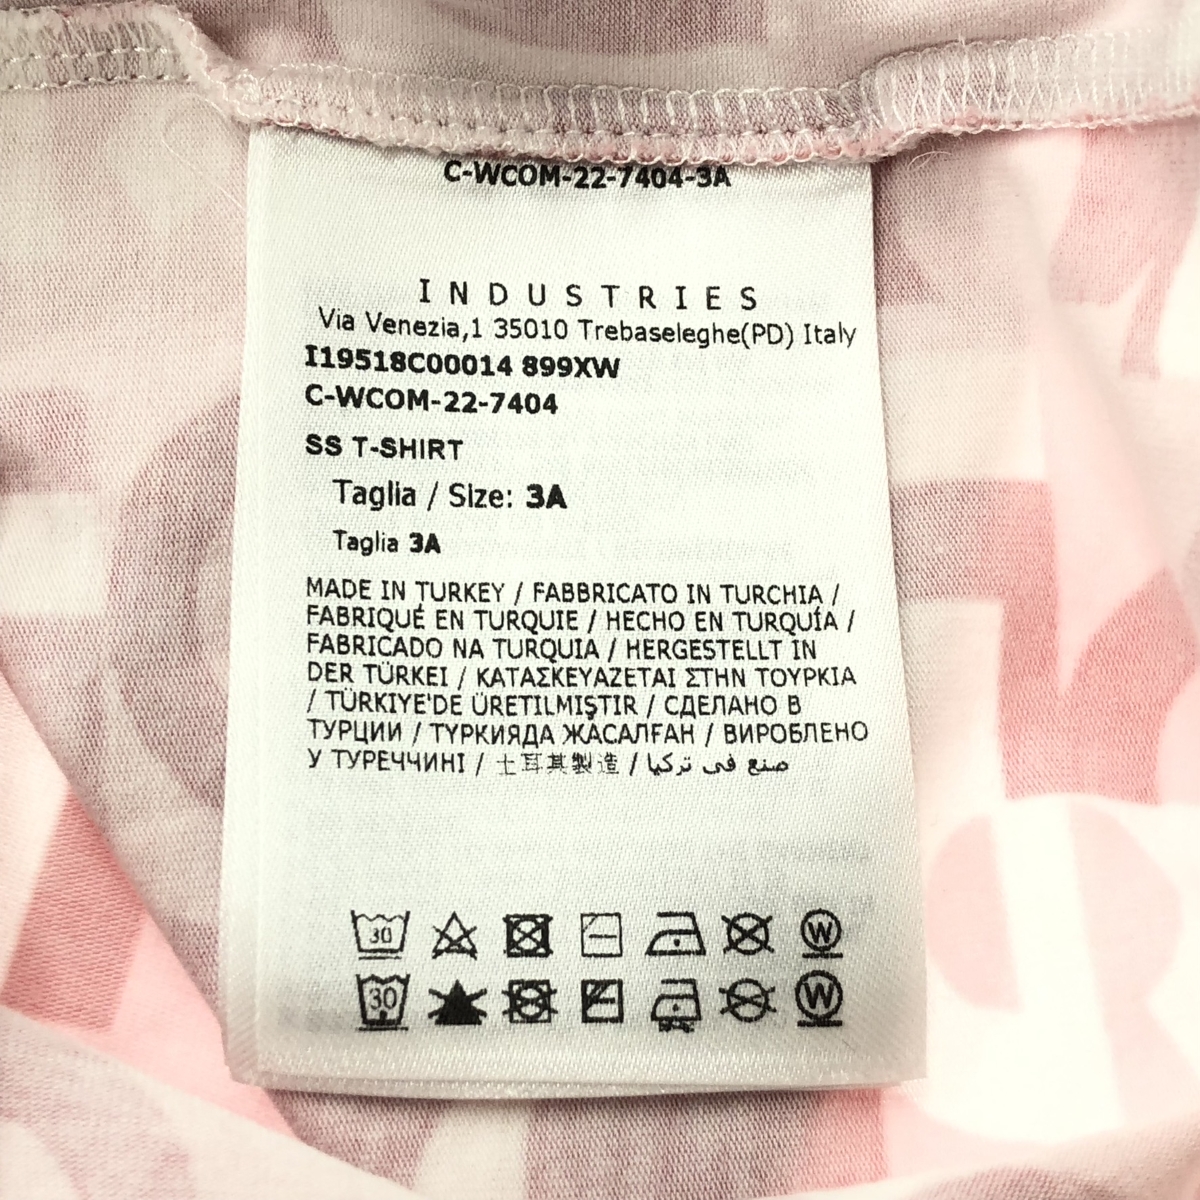 C-WCOM-22-7404-3A
INDUSTRIES
Via Venezia,1 35010 Trebaseleghe(PD) Italy
I19518C00014 899XW
C-WCOM-22-7404
SS T-SHIRT
Taglia / Size: 3A
Taglia 3A
MADE IN TURKEY / FABBRICATO IN TURCHIA /
FABRIQUÉ EN TURQUIE / HECHO EN TURQUÍA /
FABRICADO NA TURQUIA / HERGESTELLT IN
DER TÜRKEI / ΚΑΤΑΣΚΕΥΑΖΕΤΑΙ ΣΤΗΝ ΤΟΥΡΚΙΑ
/ TÜRKIYE'DE ÜRETILMIŞTIR / СДЕЛАНО В
ТУРЦИИ / ТҮРКИЯДА ЖАСАЛҒАН / ВИРОБЛЕНО
У ТУРЕЧЧИНІ / 土耳其製造 / صنع في تركيا
30 W
30 W